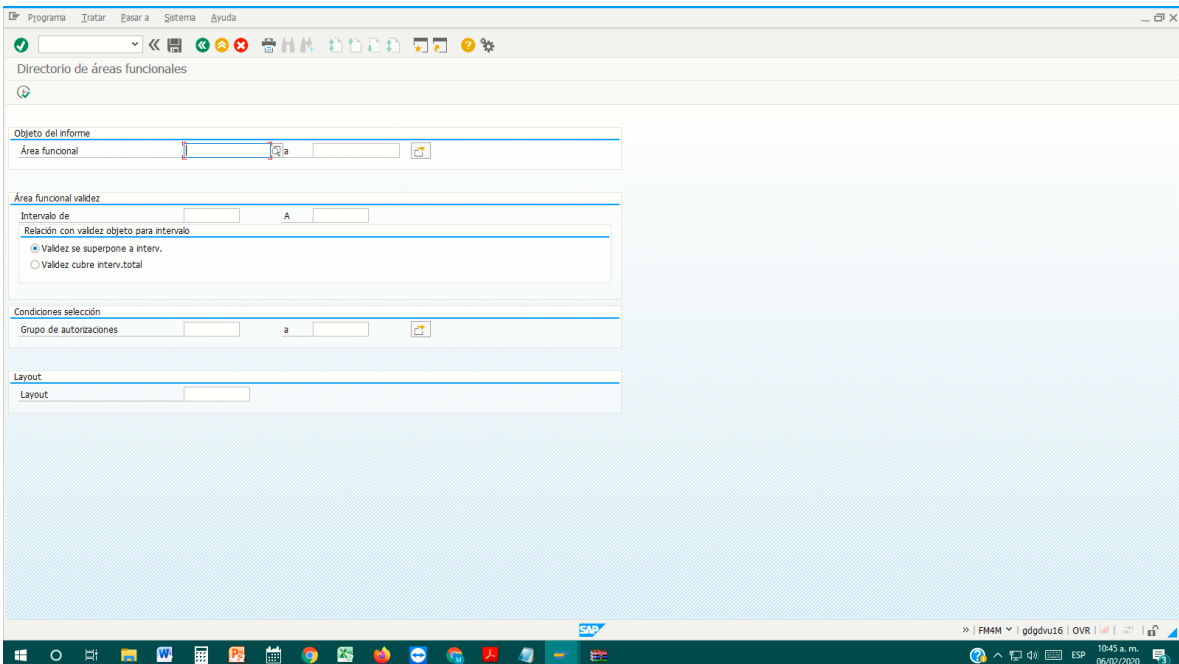 Programa Tratar Pasar a Sistema Ayuda
Directorio de áreas funcionales
Objeto del informe
Área funcional a
Área funcional validez
Intervalo de A
Relación con validez objeto para intervalo
Validez se superpone a interv.
Validez cubre interv.total
Condiciones selección
Grupo de autorizaciones a
Layout
Layout
SAP
FM4M gdgdvu16 OVR
ESP
10:45 a. m.
06/02/2020